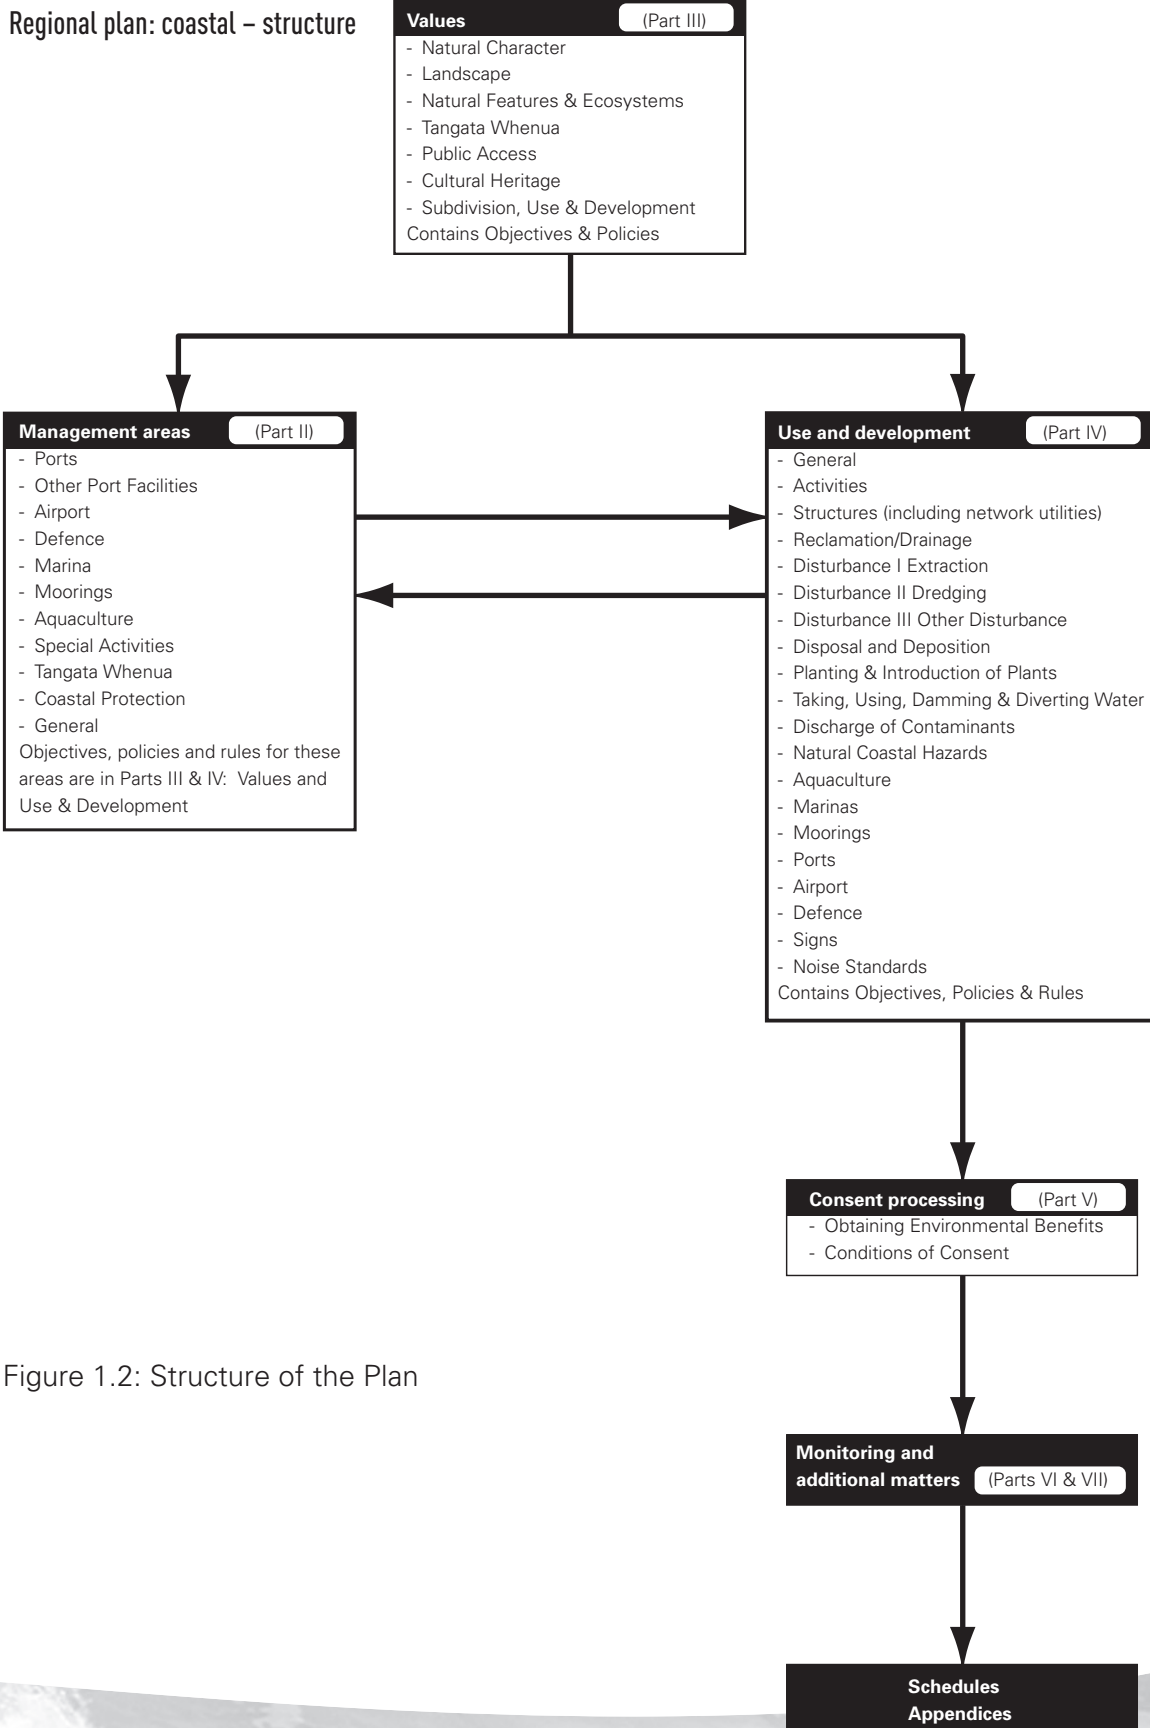 Regional plan: coastal – structure
Values (Part III)
- Natural Character
- Landscape
- Natural Features & Ecosystems
- Tangata Whenua
- Public Access
- Cultural Heritage
- Subdivision, Use & Development
Contains Objectives & Policies
Management areas (Part II)
- Ports
- Other Port Facilities
- Airport
- Defence
- Marina
- Moorings
- Aquaculture
- Special Activities
- Tangata Whenua
- Coastal Protection
- General
Objectives, policies and rules for these
areas are in Parts III & IV: Values and
Use & Development
Use and development (Part IV)
- General
- Activities
- Structures (including network utilities)
- Reclamation/Drainage
- Disturbance I Extraction
- Disturbance II Dredging
- Disturbance III Other Disturbance
- Disposal and Deposition
- Planting & Introduction of Plants
- Taking, Using, Damming & Diverting Water
- Discharge of Contaminants
- Natural Coastal Hazards
- Aquaculture
- Marinas
- Moorings
- Ports
- Airport
- Defence
- Signs
- Noise Standards
Contains Objectives, Policies & Rules
Consent processing (Part V)
- Obtaining Environmental Benefits
- Conditions of Consent
Figure 1.2: Structure of the Plan
Monitoring and
additional matters (Parts VI & VII)
Schedules
Appendices